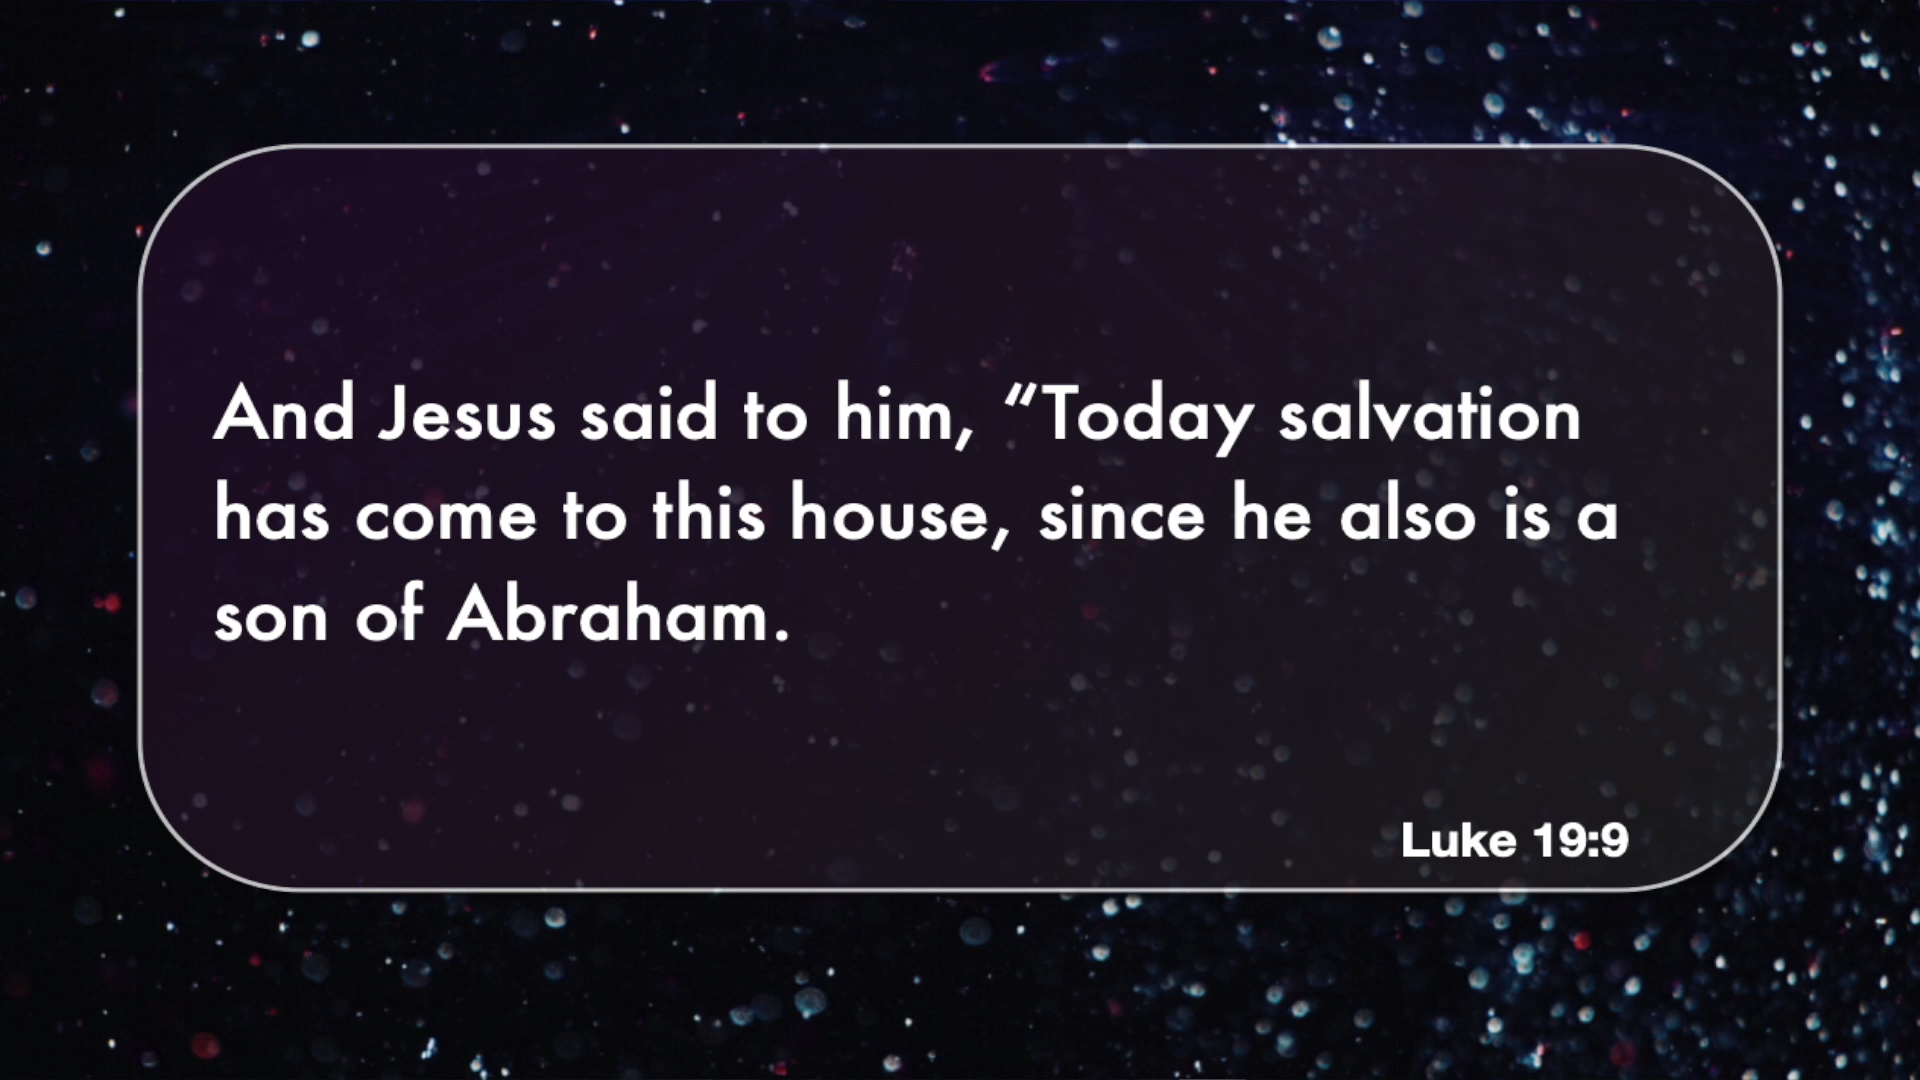 And Jesus said to him, “Today salvation
has come to this house, since he also is a
son of Abraham.
Luke 19:9